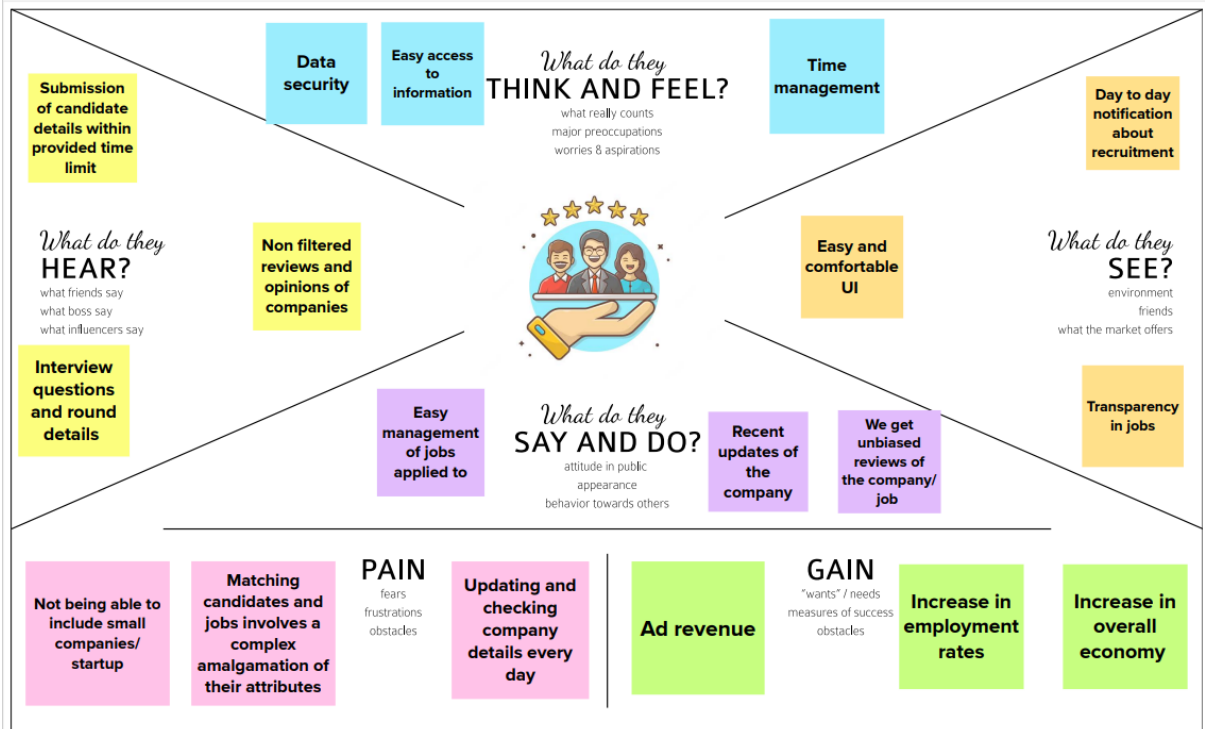 Data
security
Easy access
to
information
What do they
THINK AND FEEL?
what really counts
major preoccupations
worries & aspirations
Time
management
Submission
of candidate
details within
provided time
limit
What do they
HEAR?
what friends say
what boss say
what influencers say
Non filtered
reviews and
opinions of
companies
Interview
questions
and round
details
Day to day
notification
about
recruitment
Easy and
comfortable
UI
What do they
SEE?
environment
friends
what the market offers
Transparency
in jobs
Easy
management
of jobs
applied to
What do they
SAY AND DO?
attitude in public
appearance
behavior towards others
Recent
updates of
the
company
We get
unbiased
reviews of
the company/
job
Not being able to
include small
companies/
startup
Matching
candidates and
jobs involves a
complex
amalgamation of
their attributes
PAIN
fears
frustrations
obstacles
Updating and
checking
company
details every
day
Ad revenue
GAIN
"wants" / needs
measures of success
obstacles
Increase in
employment
rates
Increase in
overall
economy